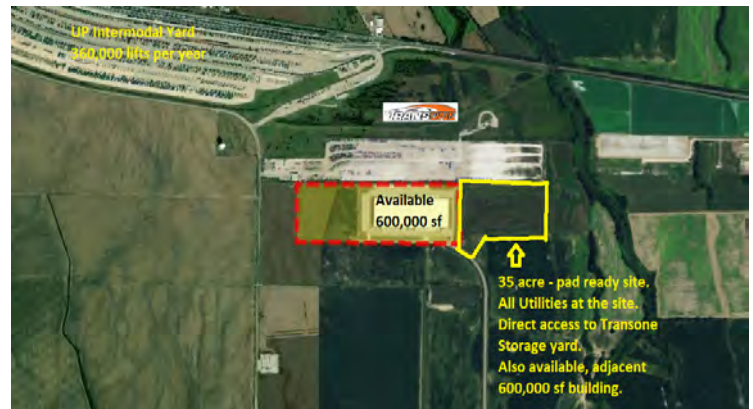 UP Intermodal Yard
360,000 lifts per year
Available
600,000 sf
35 acre - pad ready site.
All Utilities at the site.
Direct access to Transone
Storage yard.
Also available, adjacent
600,000 sf building.